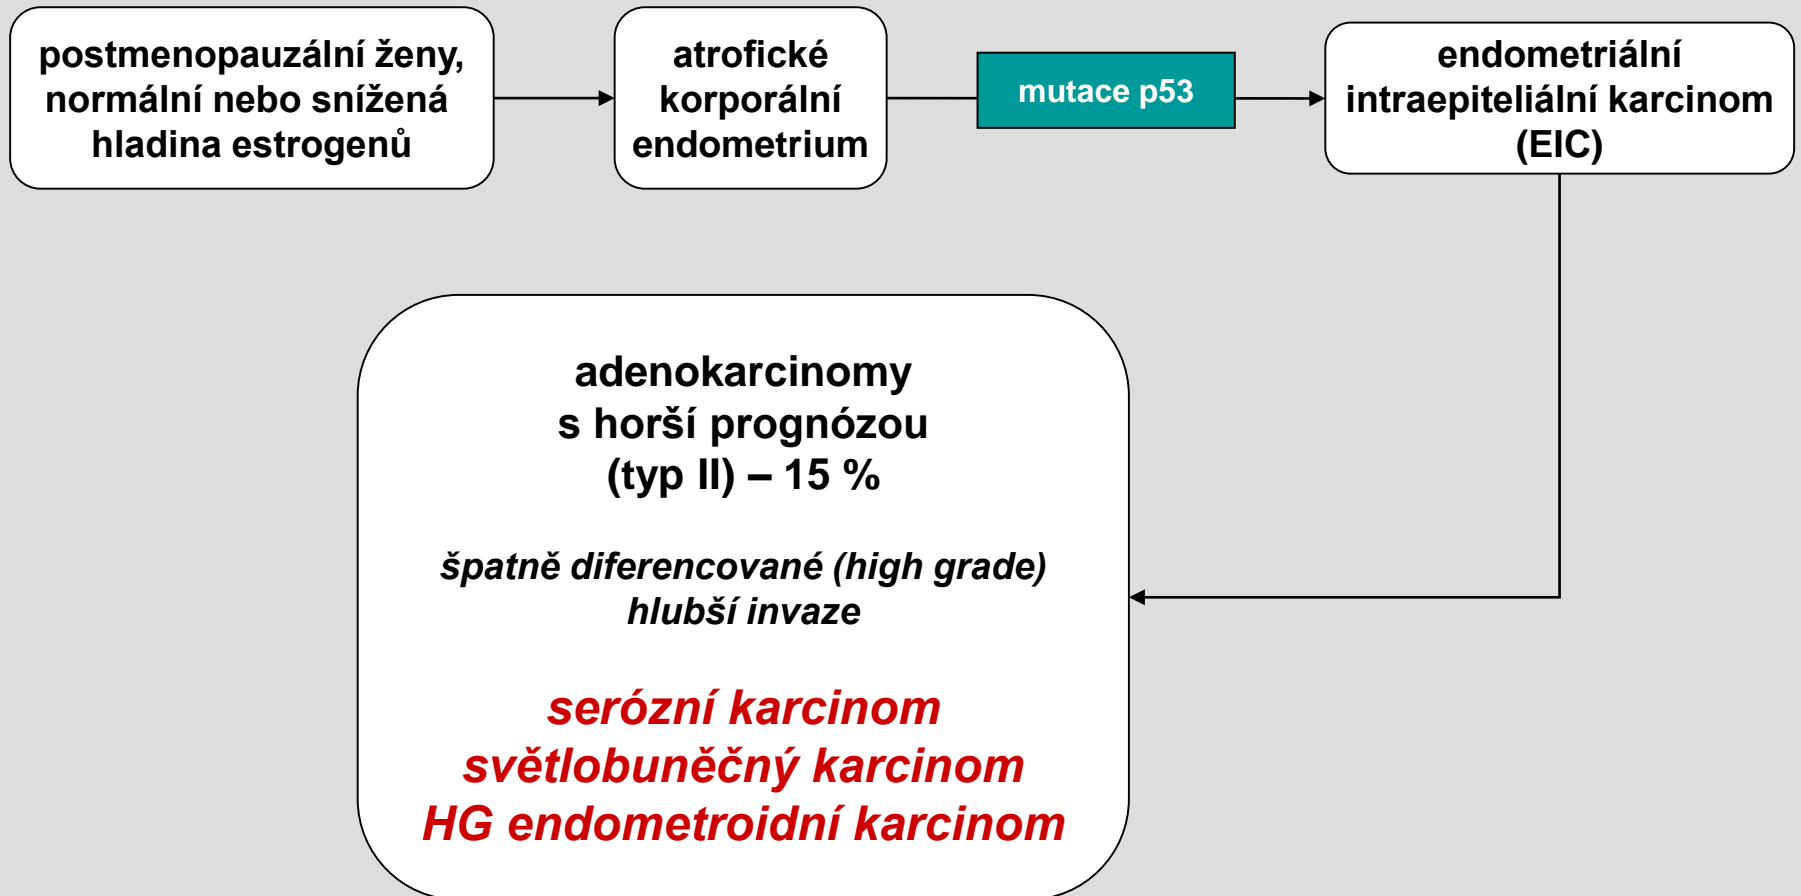 postmenopauzální ženy,
normální nebo snížená
hladina estrogenů
atrofické
korporální
endometrium
mutace p53
endometriální
intraepiteliální karcinom
(EIC)
adenokarcinomy
s horší prognózou
(typ II) – 15 %
špatně diferencované (high grade)
hlubší invaze
serózní karcinom
světlobuněčný karcinom
HG endometroidní karcinom